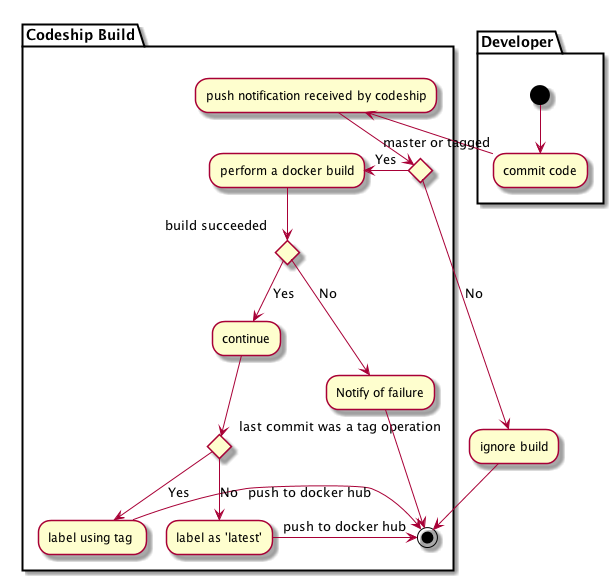 Codeship Build
Developer
push notification received by codeship
master or tagged
Yes
perform a docker build
commit code
build succeeded
Yes
No
No
continue
Notify of failure
last commit was a tag operation
ignore build
Yes
No
push to docker hub
label using tag
label as 'latest'
push to docker hub